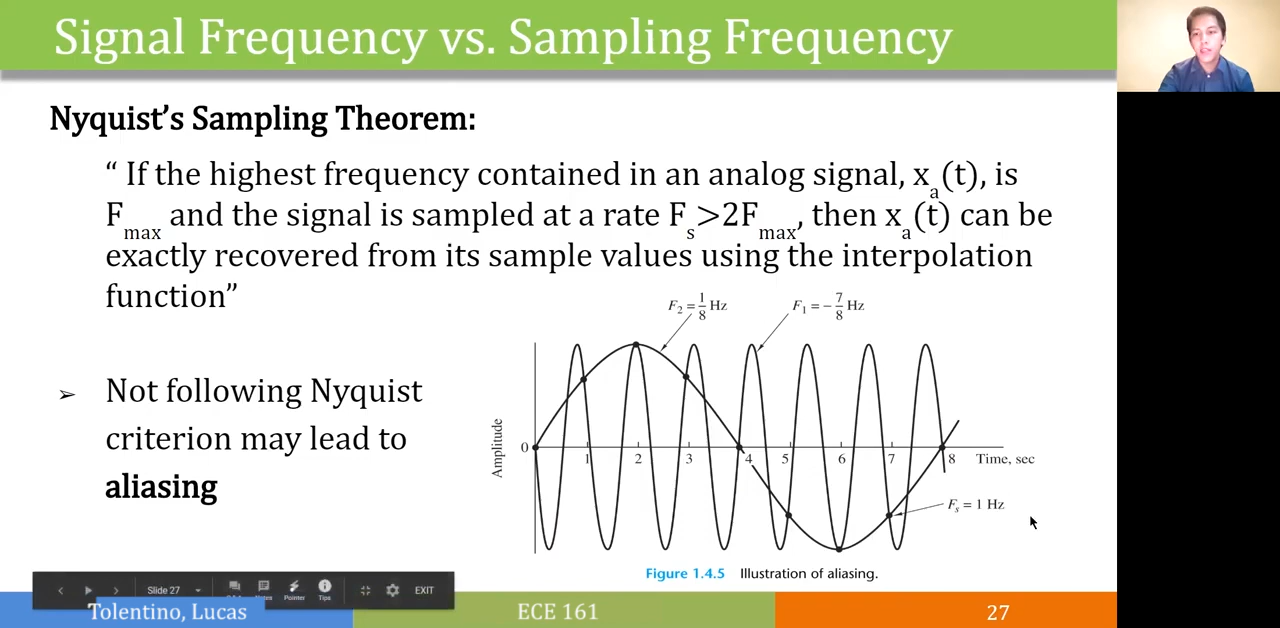 Signal Frequency vs. Sampling Frequency
Nyquist's Sampling Theorem:
“ If the highest frequency contained in an analog signal, xa(t), is
Fmax and the signal is sampled at a rate Fs>2Fmax, then xa(t) can be
exactly recovered from its sample values using the interpolation
function”
➢ Not following Nyquist
criterion may lead to
aliasing
F2 = 1/8 Hz
F1 = −7/8 Hz
Amplitude
0 1 2 3 4 5 6 7 8 Time, sec
Fs = 1 Hz
Figure 1.4.5 Illustration of aliasing.
Slide 27
Notes Pointer Tips
EXIT
Tolentino, Lucas
ECE 161
27